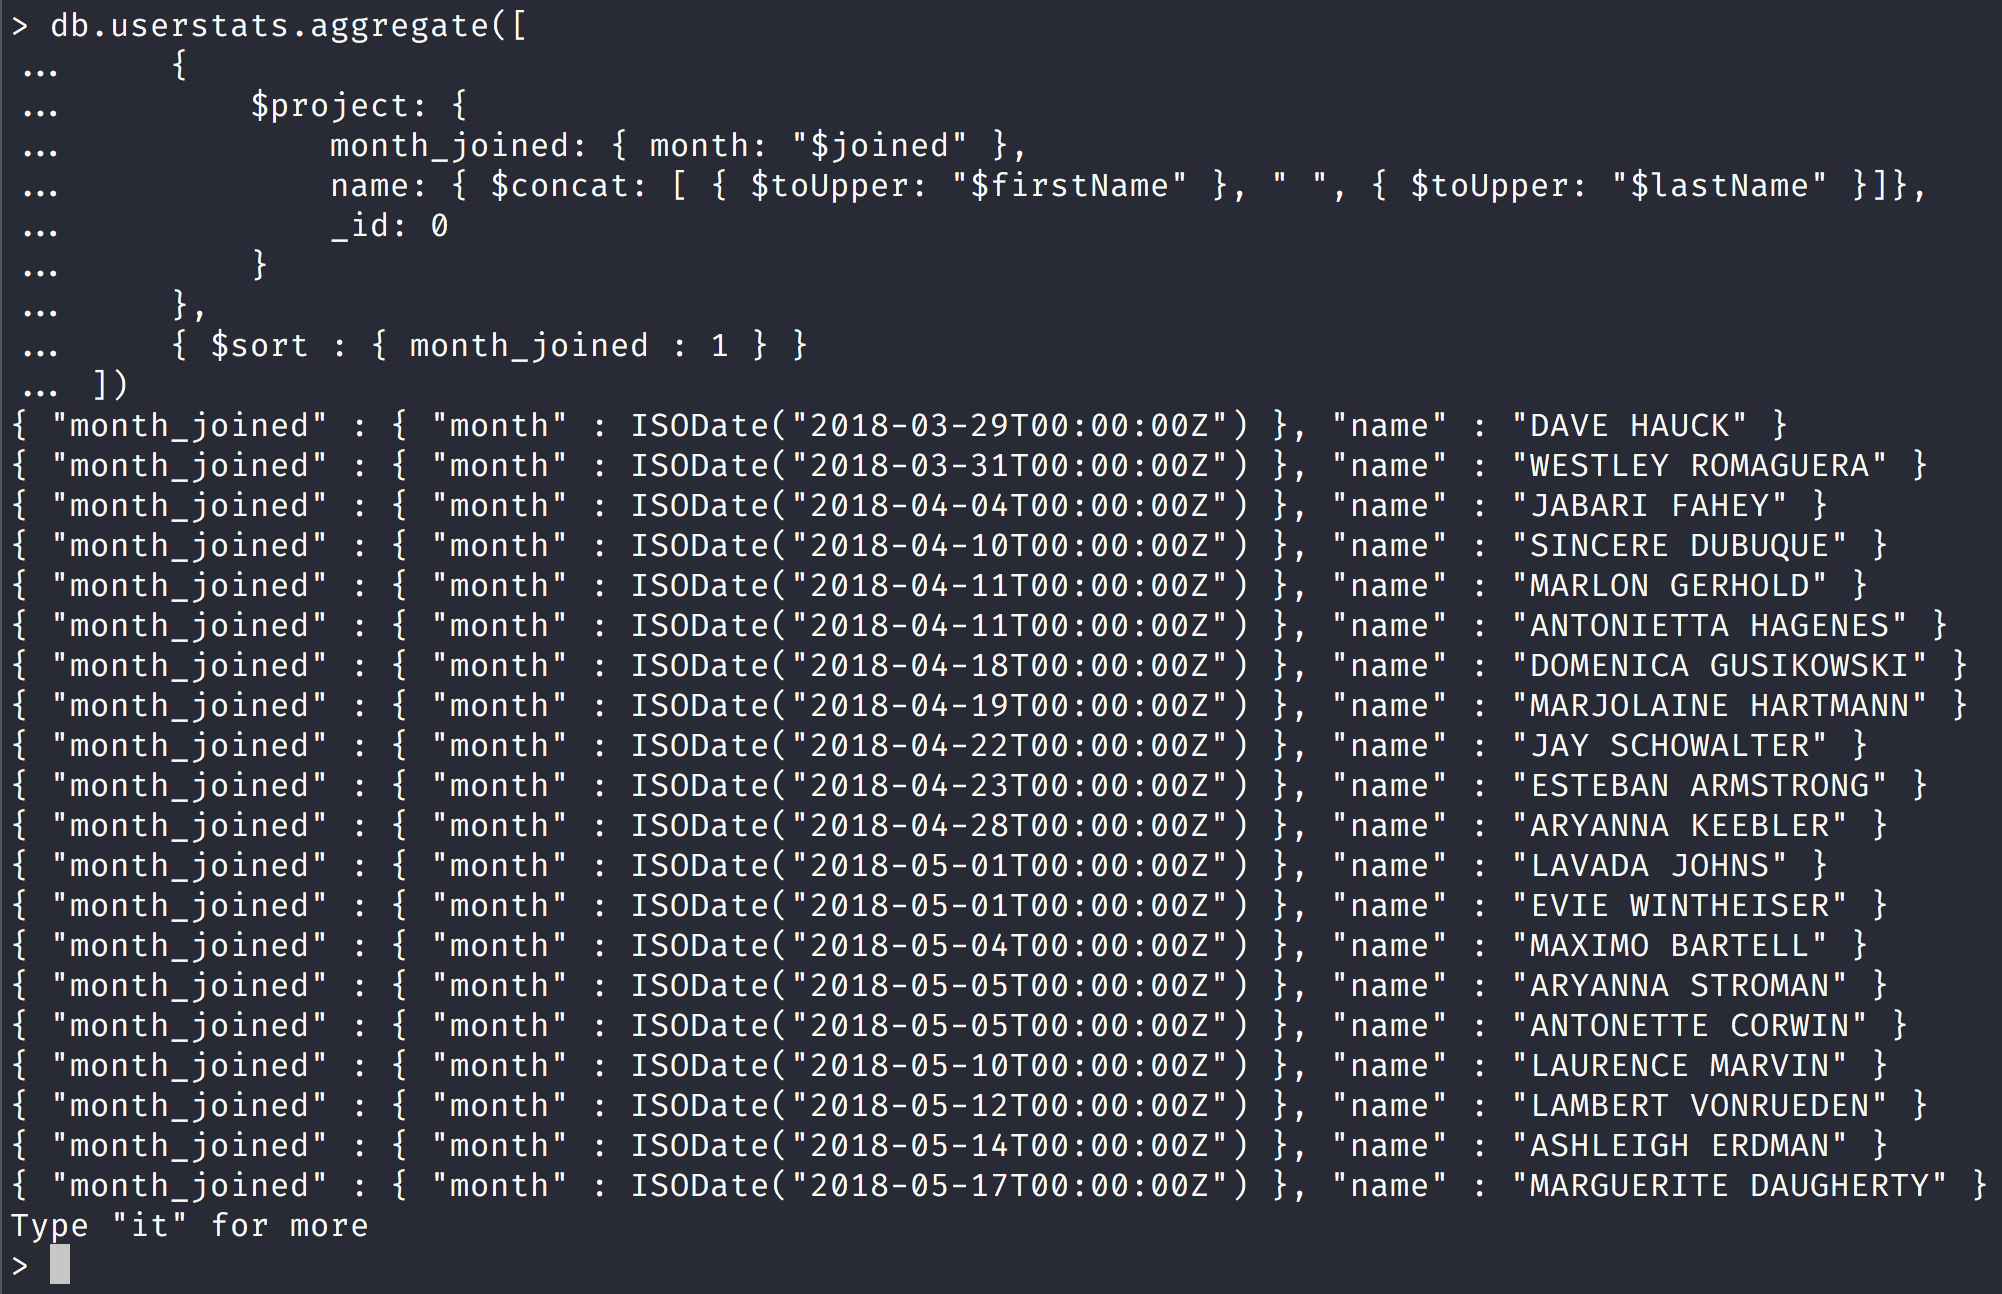 > db.userstats.aggregate([
...      {
...          $project: {
...              month_joined: { month: "$joined" },
...              name: { $concat: [ { $toUpper: "$firstName" }, " ", { $toUpper: "$lastName" }]},
...              _id: 0
...          }
...      },
...      { $sort : { month_joined : 1 } }
...  ])
{ "month_joined" : { "month" : ISODate("2018-03-29T00:00:00Z") }, "name" : "DAVE HAUCK" }
{ "month_joined" : { "month" : ISODate("2018-03-31T00:00:00Z") }, "name" : "WESTLEY ROMAGUERA" }
{ "month_joined" : { "month" : ISODate("2018-04-04T00:00:00Z") }, "name" : "JABARI FAHEY" }
{ "month_joined" : { "month" : ISODate("2018-04-10T00:00:00Z") }, "name" : "SINCERE DUBUQUE" }
{ "month_joined" : { "month" : ISODate("2018-04-11T00:00:00Z") }, "name" : "MARLON GERHOLD" }
{ "month_joined" : { "month" : ISODate("2018-04-11T00:00:00Z") }, "name" : "ANTONIETTA HAGENES" }
{ "month_joined" : { "month" : ISODate("2018-04-18T00:00:00Z") }, "name" : "DOMENICA GUSIKOWSKI" }
{ "month_joined" : { "month" : ISODate("2018-04-19T00:00:00Z") }, "name" : "MARJOLAINE HARTMANN" }
{ "month_joined" : { "month" : ISODate("2018-04-22T00:00:00Z") }, "name" : "JAY SCHOWALTER" }
{ "month_joined" : { "month" : ISODate("2018-04-23T00:00:00Z") }, "name" : "ESTEBAN ARMSTRONG" }
{ "month_joined" : { "month" : ISODate("2018-04-28T00:00:00Z") }, "name" : "ARYANNA KEEBLER" }
{ "month_joined" : { "month" : ISODate("2018-05-01T00:00:00Z") }, "name" : "LAVADA JOHNS" }
{ "month_joined" : { "month" : ISODate("2018-05-01T00:00:00Z") }, "name" : "EVIE WINTHEISER" }
{ "month_joined" : { "month" : ISODate("2018-05-04T00:00:00Z") }, "name" : "MAXIMO BARTELL" }
{ "month_joined" : { "month" : ISODate("2018-05-05T00:00:00Z") }, "name" : "ARYANNA STROMAN" }
{ "month_joined" : { "month" : ISODate("2018-05-05T00:00:00Z") }, "name" : "ANTONETTE CORWIN" }
{ "month_joined" : { "month" : ISODate("2018-05-10T00:00:00Z") }, "name" : "LAURENCE MARVIN" }
{ "month_joined" : { "month" : ISODate("2018-05-12T00:00:00Z") }, "name" : "LAMBERT VONRUEDEN" }
{ "month_joined" : { "month" : ISODate("2018-05-14T00:00:00Z") }, "name" : "ASHLEIGH ERDMAN" }
{ "month_joined" : { "month" : ISODate("2018-05-17T00:00:00Z") }, "name" : "MARGUERITE DAUGHERTY" }
Type "it" for more
>